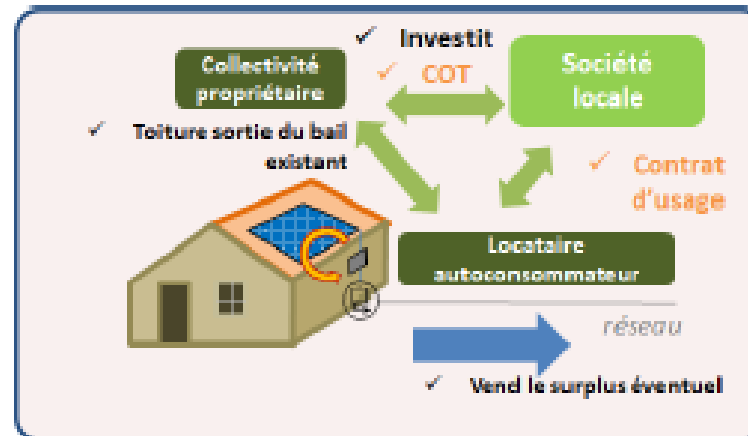 ✓ Investit
Collectivité
propriétaire
✓ COT
Société
locale
✓ Toiture sortie du bail
existant
✓ Contrat
d'usage
Locataire
autoconsommateur
réseau
✓ Vend le surplus éventuel